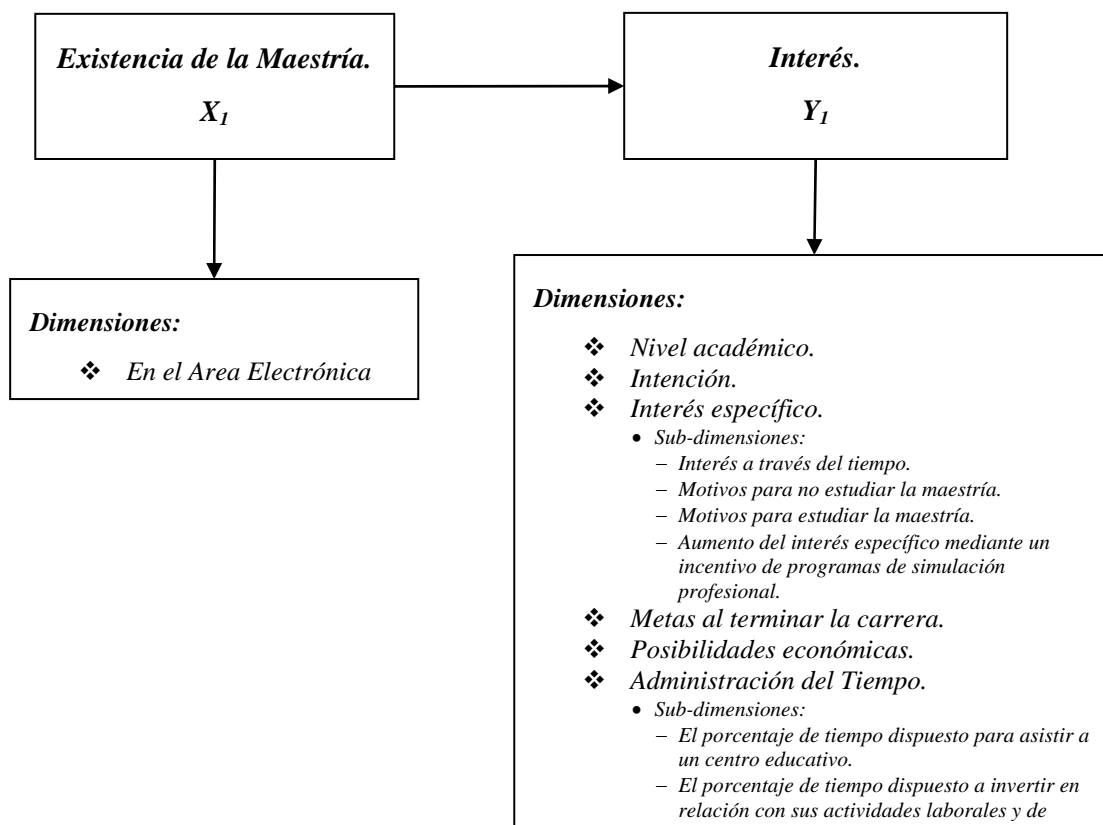 Existencia de la Maestría.
X1
Interés.
Y1
Dimensiones:
❖ En el Area Electrónica
Dimensiones:
❖ Nivel académico.
❖ Intención.
❖ Interés específico.
• Sub-dimensiones:
– Interés a través del tiempo.
– Motivos para no estudiar la maestría.
– Motivos para estudiar la maestría.
– Aumento del interés específico mediante un
incentivo de programas de simulación
profesional.
❖ Metas al terminar la carrera.
❖ Posibilidades económicas.
❖ Administración del Tiempo.
• Sub-dimensiones:
– El porcentaje de tiempo dispuesto para asistir a
un centro educativo.
– El porcentaje de tiempo dispuesto a invertir en
relación con sus actividades laborales y de